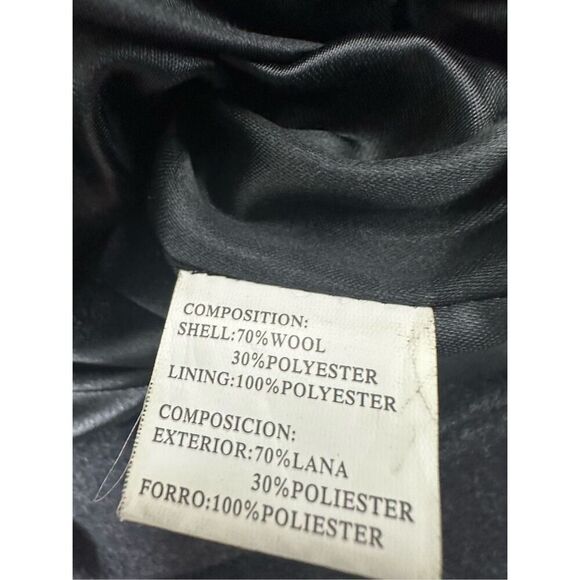 COMPOSITION:
SHELL:70%WOOL
30%POLYESTER
LINING:100%POLYESTER
COMPOSICION:
EXTERIOR:70%LANA
30%POLIESTER
FORRO:100%POLIESTER